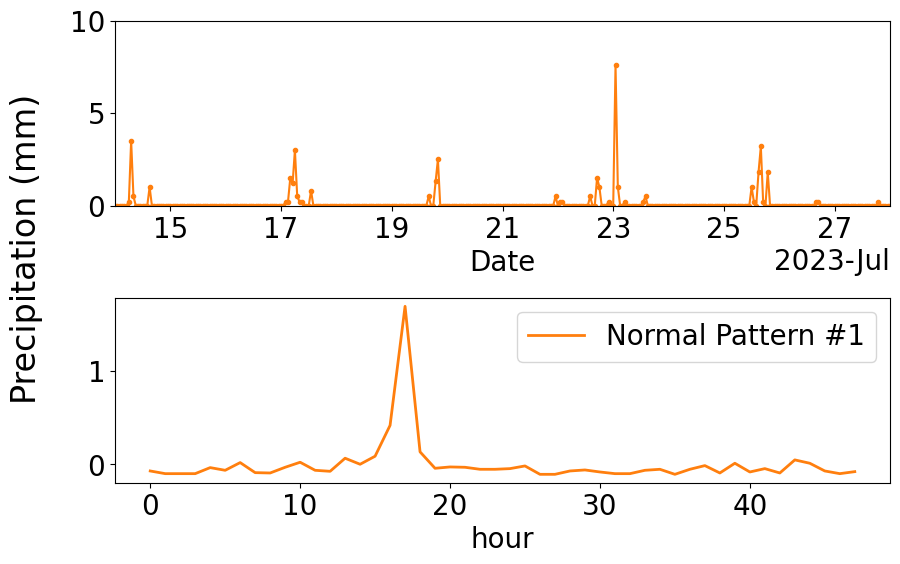 Precipitation (mm)
10
5
0
15 17 19 21 23 25 27
Date
2023-Jul
Normal Pattern #1
1
0
0 10 20 30 40
hour